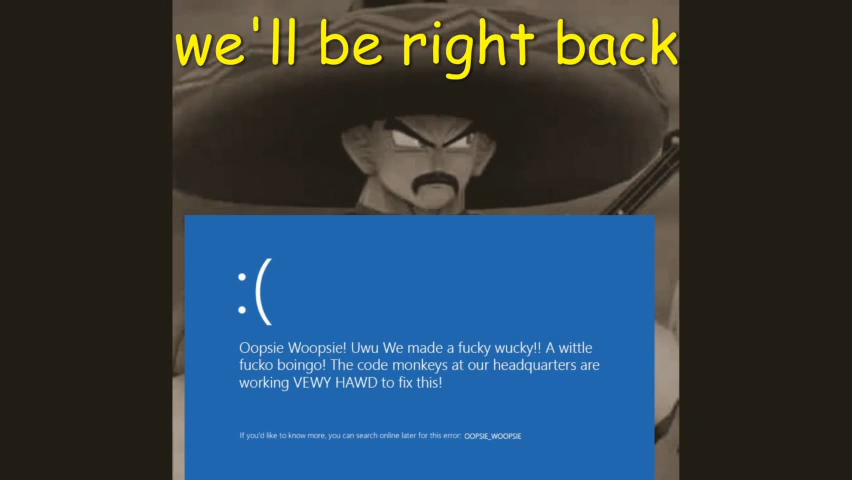 we'll be right back
:(
Oopsie Woopsie! Uwu We made a fucky wucky!! A wittle
fucko boingo! The code monkeys at our headquarters are
working VEWY HAWD to fix this!
If you'd like to know more, you can search online later for this error: OOPSIE_WOOPSIE